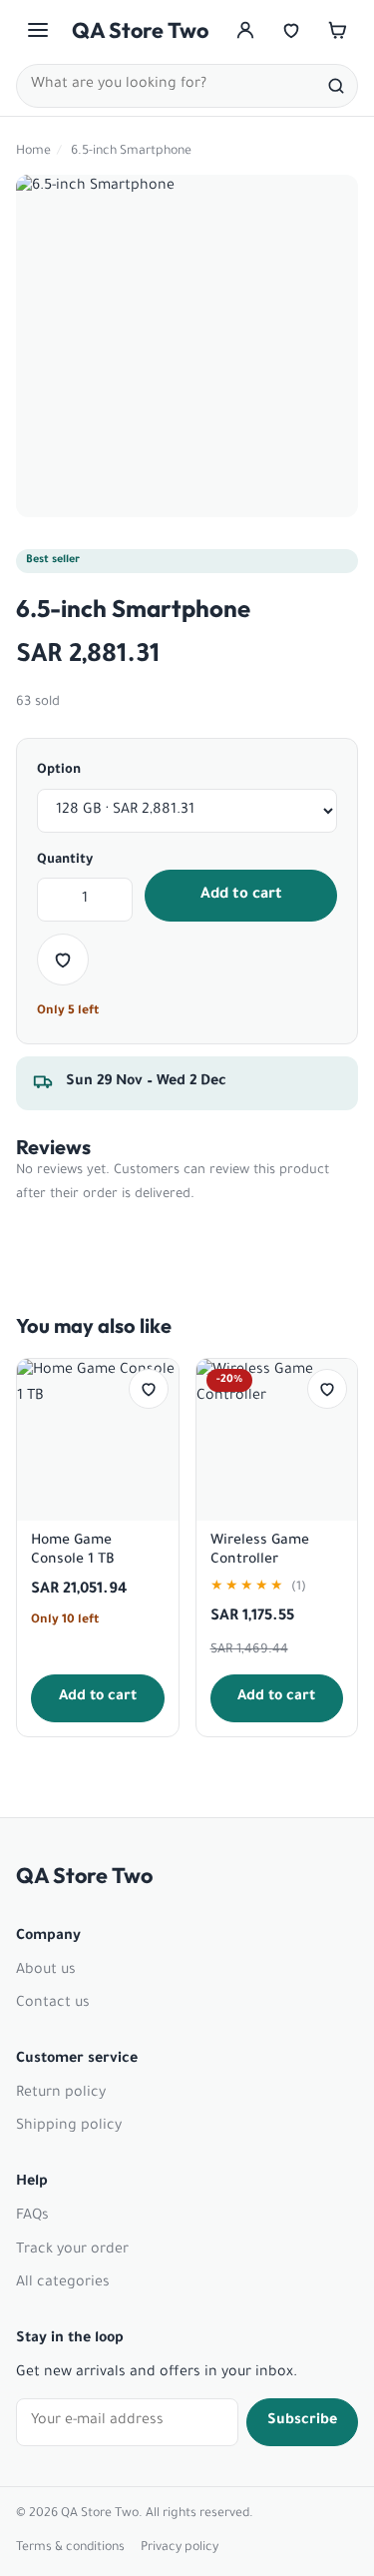 QA Store Two
What are you looking for?
Home / 6.5-inch Smartphone
6.5-inch Smartphone
Best seller
6.5-inch Smartphone
SAR 2,881.31
63 sold
Option
128 GB · SAR 2,881.31
Quantity
1
Add to cart
Only 5 left
Sun 29 Nov - Wed 2 Dec
Reviews
No reviews yet. Customers can review this product
after their order is delivered.
You may also like
Home Game Console
1 TB
Home Game
Console 1 TB
SAR 21,051.94
Only 10 left
Add to cart
Wireless Game
Controller
-20%
Wireless Game
Controller
★★★★★ (1)
SAR 1,175.55
SAR 1,469.44
Add to cart
QA Store Two
Company
About us
Contact us
Customer service
Return policy
Shipping policy
Help
FAQs
Track your order
All categories
Stay in the loop
Get new arrivals and offers in your inbox.
Your e-mail address
Subscribe
© 2026 QA Store Two. All rights reserved.
Terms & conditions Privacy policy